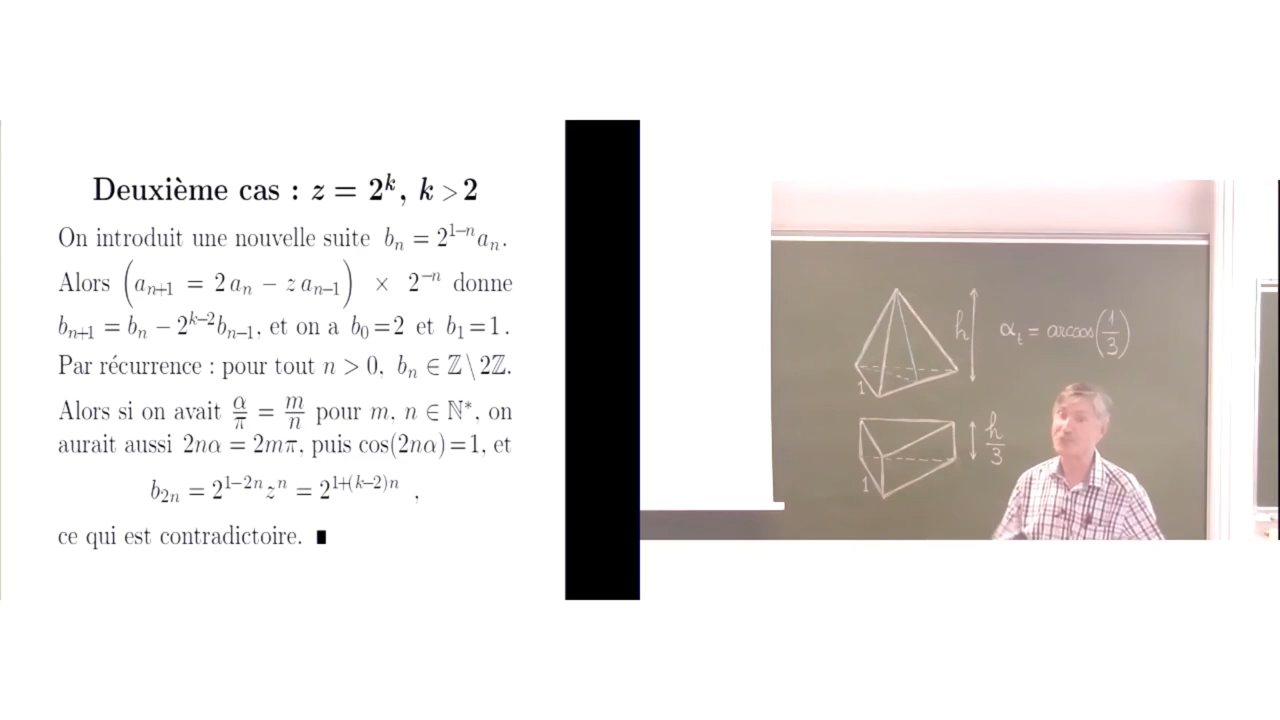 Deuxième cas : z = 2^k, k > 2
On introduit une nouvelle suite b_n = 2^{1−n} a_n.
Alors (a_{n+1} = 2 a_n − z a_{n−1}) × 2^{−n} donne
b_{n+1} = b_n − 2^{k−2} b_{n−1}, et on a b_0 = 2 et b_1 = 1.
Par récurrence : pour tout n > 0, b_n ∈ ℤ \ 2ℤ.
Alors si on avait α/π = m/n pour m, n ∈ ℕ*, on
aurait aussi 2nα = 2mπ, puis cos(2nα) = 1, et
b_{2n} = 2^{1−2n} z^n = 2^{1+(k−2)n} ,
ce qui est contradictoire. ∎
h
α_t = arccos(1/3)
1
h/3
1